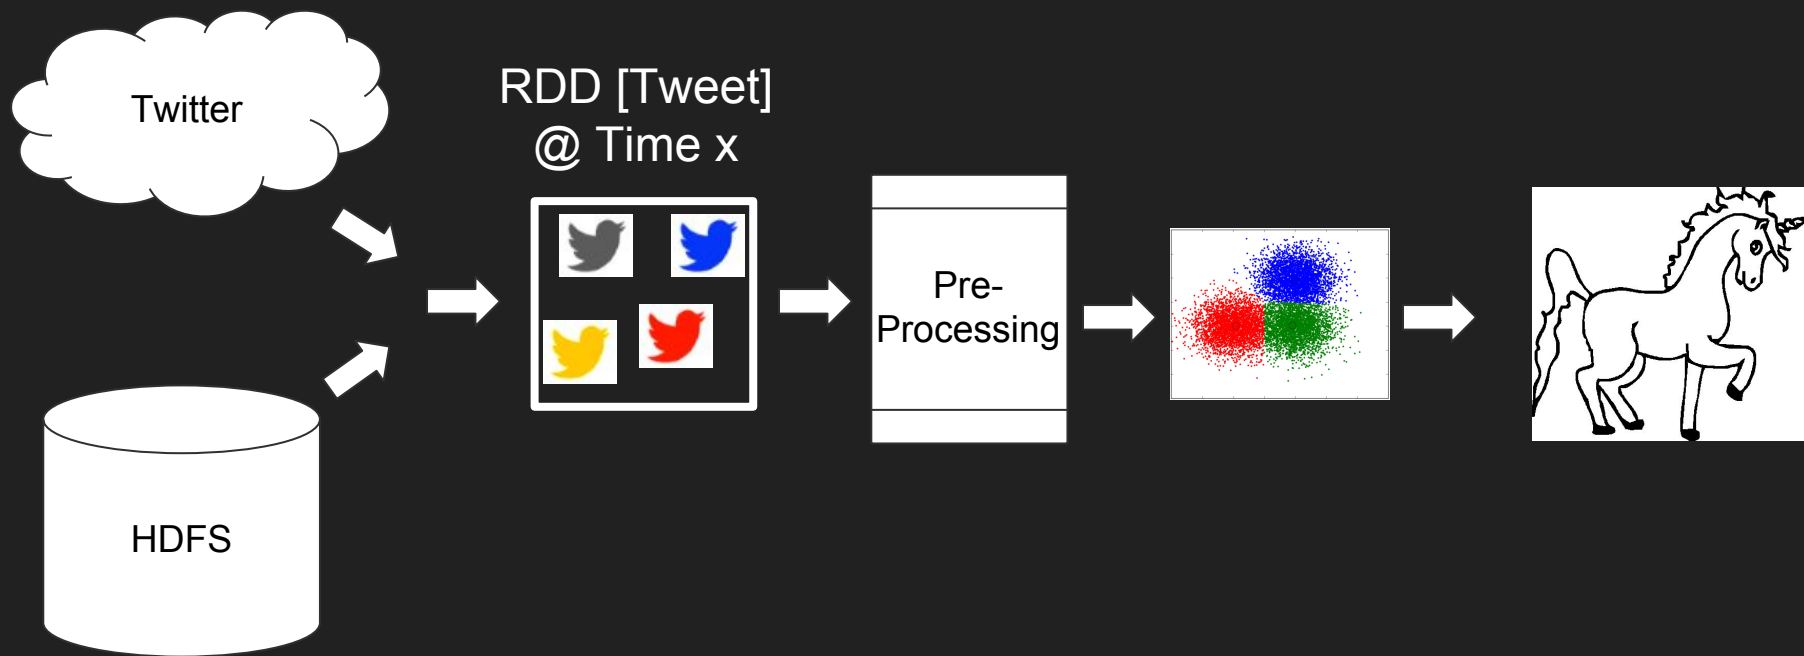 Twitter
RDD [Tweet]
@ Time x
Pre-
Processing
HDFS